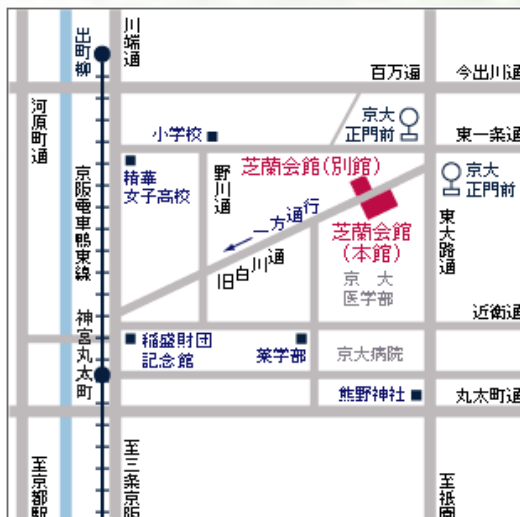 出町柳
川端通
百万通
今出川通
河原町通
小学校
京大
正門前
東一条通
精華
女子高校
野川通
芝蘭会館(別館)
京大
正門前
京阪電車鴨東線
一方通行
旧白川通
芝蘭会館
(本館)
東大路通
京大
医学部
近衛通
神宮丸太町
稲盛財団
記念館
薬学部
京大病院
熊野神社
丸太町通
至京都駅
至三条京阪
至祇園